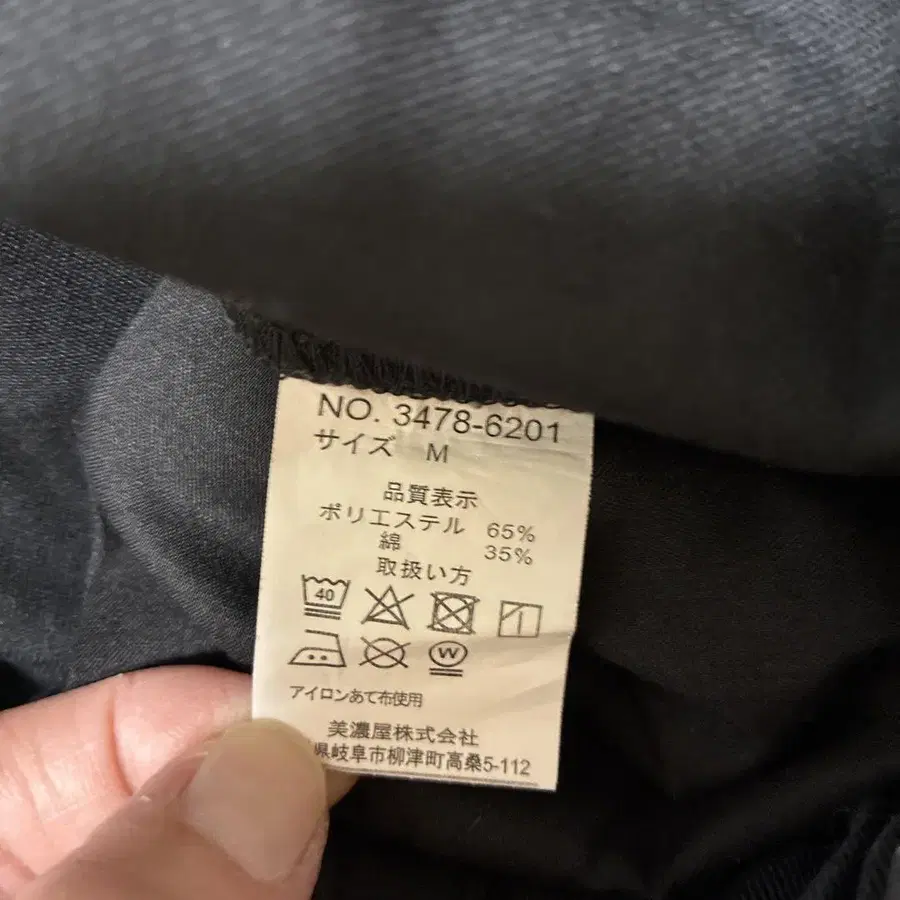 NO. 3478-6201
サイズ M
品質表示
ポリエステル 65%
綿 35%
取扱い方
40
W
アイロンあて布使用
美濃屋株式会社
県岐阜市柳津町高桑5-112